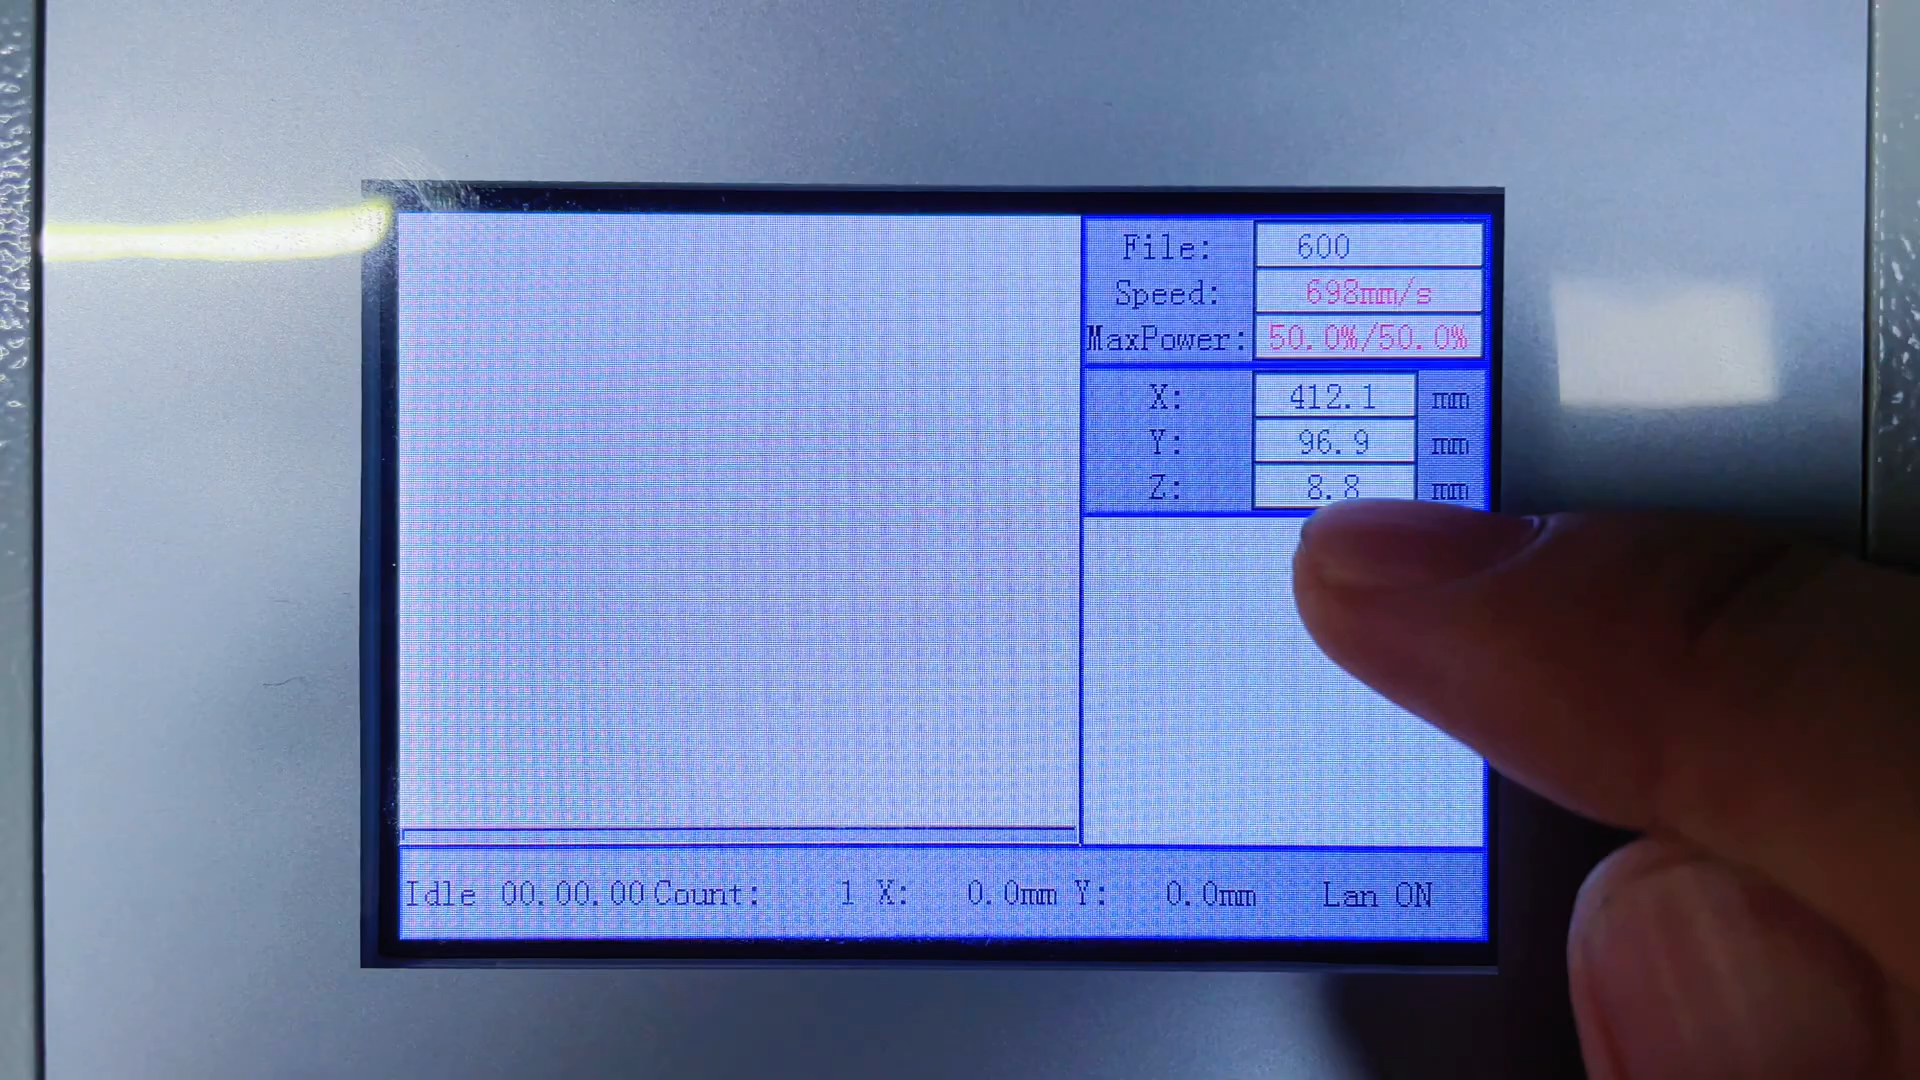 File: 600
Speed: 698mm/s
MaxPower: 50.0%/50.0%
X: 412.1 mm
Y: 96.9 mm
Z: 8.8 mm
Idle 00.00.00 Count: 1 X: 0.0mm Y: 0.0mm Lan ON